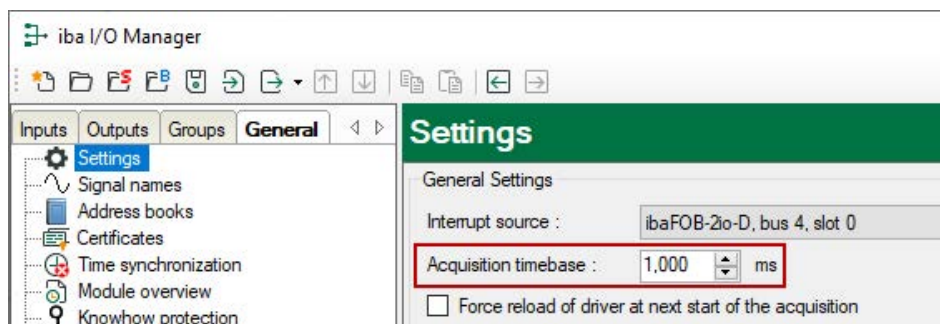 iba I/O Manager
Inputs Outputs Groups General
Settings
Signal names
Address books
Certificates
Time synchronization
Module overview
Knowhow protection
Settings
General Settings
Interrupt source : ibaFOB-2io-D, bus 4, slot 0
Acquisition timebase : 1,000 ms
Force reload of driver at next start of the acquisition